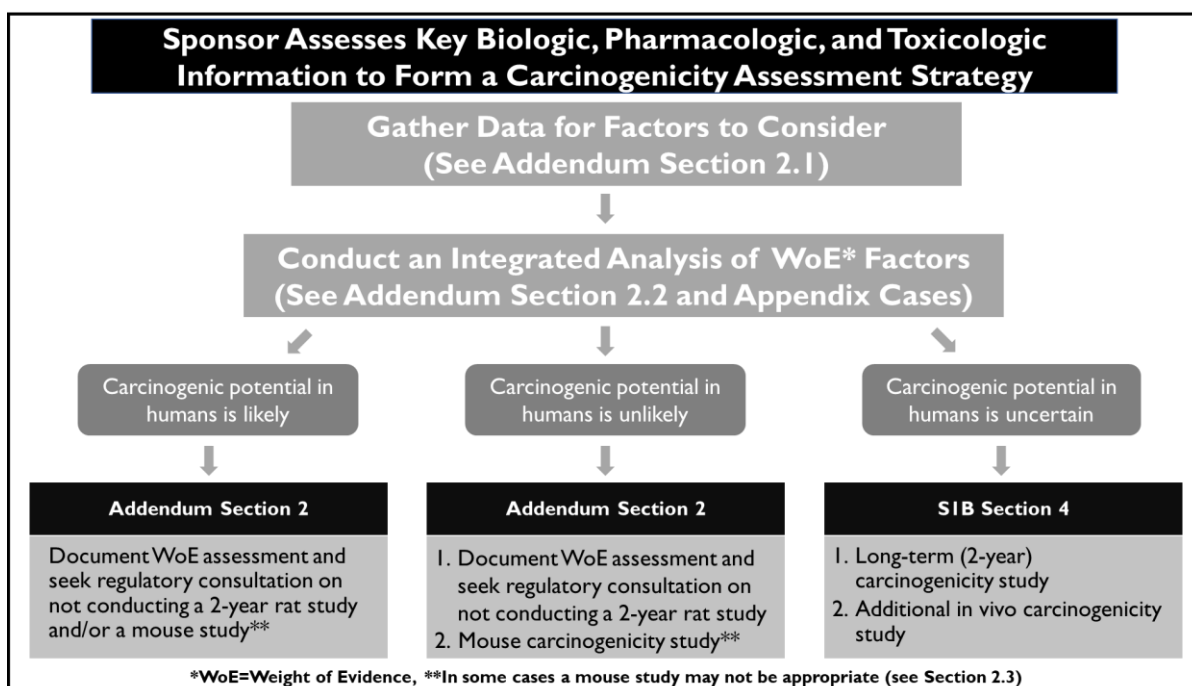 Sponsor Assesses Key Biologic, Pharmacologic, and Toxicologic
Information to Form a Carcinogenicity Assessment Strategy
Gather Data for Factors to Consider
(See Addendum Section 2.1)
Conduct an Integrated Analysis of WoE* Factors
(See Addendum Section 2.2 and Appendix Cases)
Carcinogenic potential in
humans is likely
Carcinogenic potential in
humans is unlikely
Carcinogenic potential in
humans is uncertain
Addendum Section 2
Document WoE assessment and
seek regulatory consultation on
not conducting a 2-year rat study
and/or a mouse study**
Addendum Section 2
1. Document WoE assessment and
seek regulatory consultation on
not conducting a 2-year rat study
2. Mouse carcinogenicity study**
S1B Section 4
1. Long-term (2-year)
carcinogenicity study
2. Additional in vivo carcinogenicity
study
*WoE=Weight of Evidence, **In some cases a mouse study may not be appropriate (see Section 2.3)